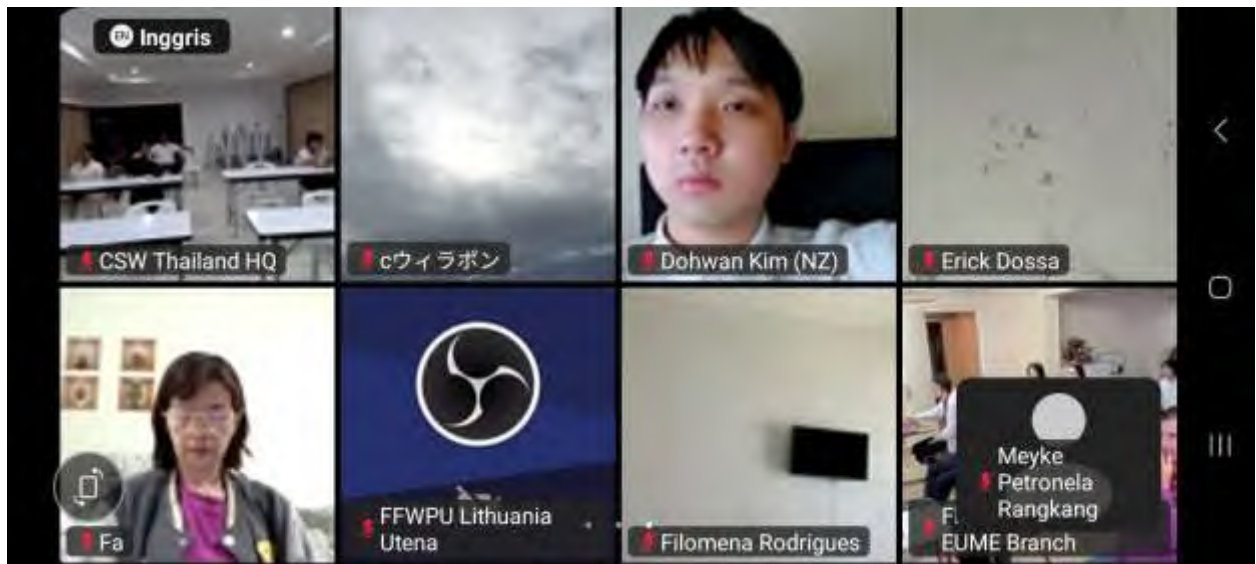 EN Inggris
CSW Thailand HQ
cウィラポン
Dohwan Kim (NZ)
Erick Dossa
Fa
FFWPU Lithuania
Utena
Filomena Rodrigues
Meyke
Petronela
Rangkang
EUME Branch